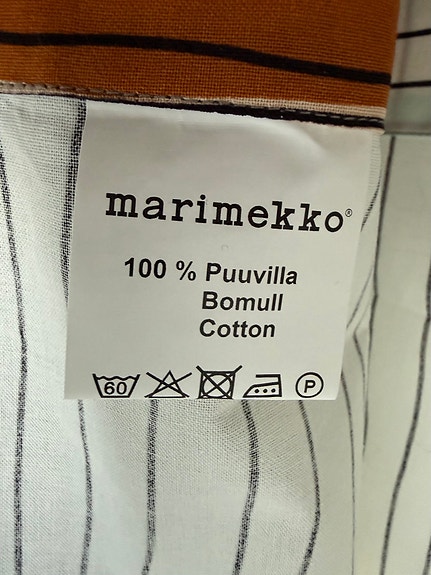 marimekko®
100 % Puuvilla
Bomull
Cotton
60 P